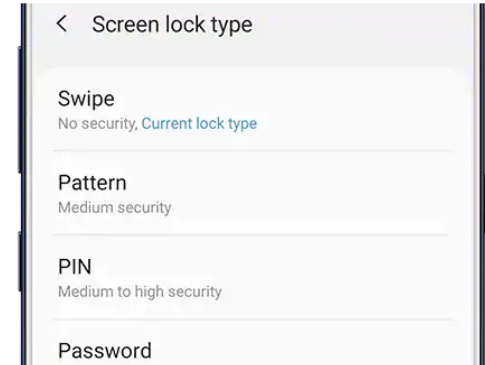 Screen lock type
Swipe
No security, Current lock type
Pattern
Medium security
PIN
Medium to high security
Password